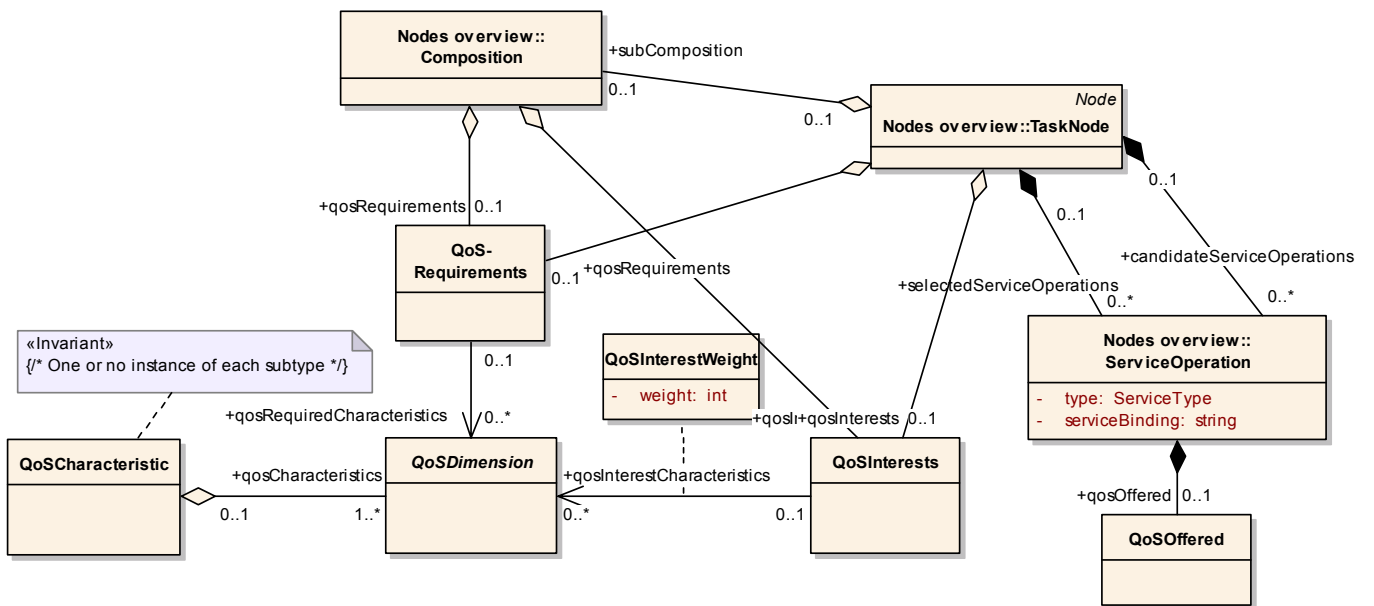 Nodes overview::
Composition
+subComposition
0..1
0..1
Node
Nodes overview::TaskNode
0..1
0..1
+qosRequirements 0..1
QoS-
Requirements
0..1
+qosRequirements
+candidateServiceOperations
+selectedServiceOperations
0..*
0..*
«Invariant»
{/* One or no instance of each subtype */}
0..1
QoSInterestWeight
- weight: int
Nodes overview::
ServiceOperation
- type: ServiceType
- serviceBinding: string
+qosRequiredCharacteristics
0..*
+qosI
+qosInterests
0..1
QoSCharacteristic
+qosCharacteristics
0..1
1..*
QoSDimension
+qosInterestCharacteristics
0..*
0..1
QoSInterests
+qosOffered
0..1
QoSOffered